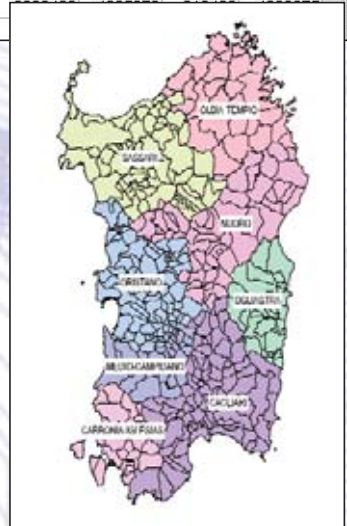 OLBIA TEMPIO
SASSARI
NUORO
ORISTANO
OGLIASTRA
MEDIO CAMPIDANO
CAGLIARI
CARBONIA IGLESIAS